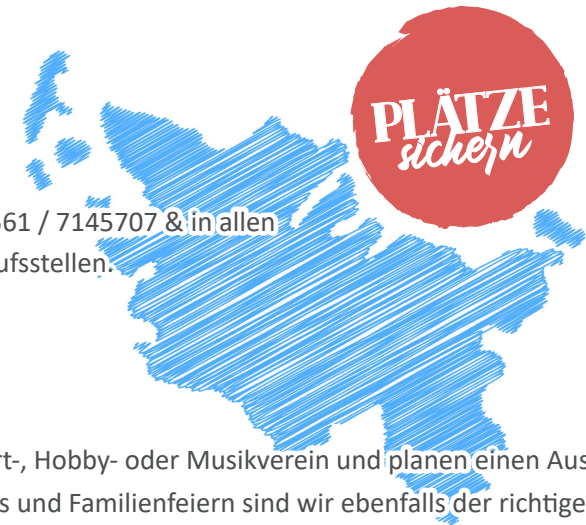 PLÄTZE
sichern
61 / 7145707 & in allen
ufsstellen.
rt-, Hobby- oder Musikverein und planen einen Aus
s und Familienfeiern sind wir ebenfalls der richtige